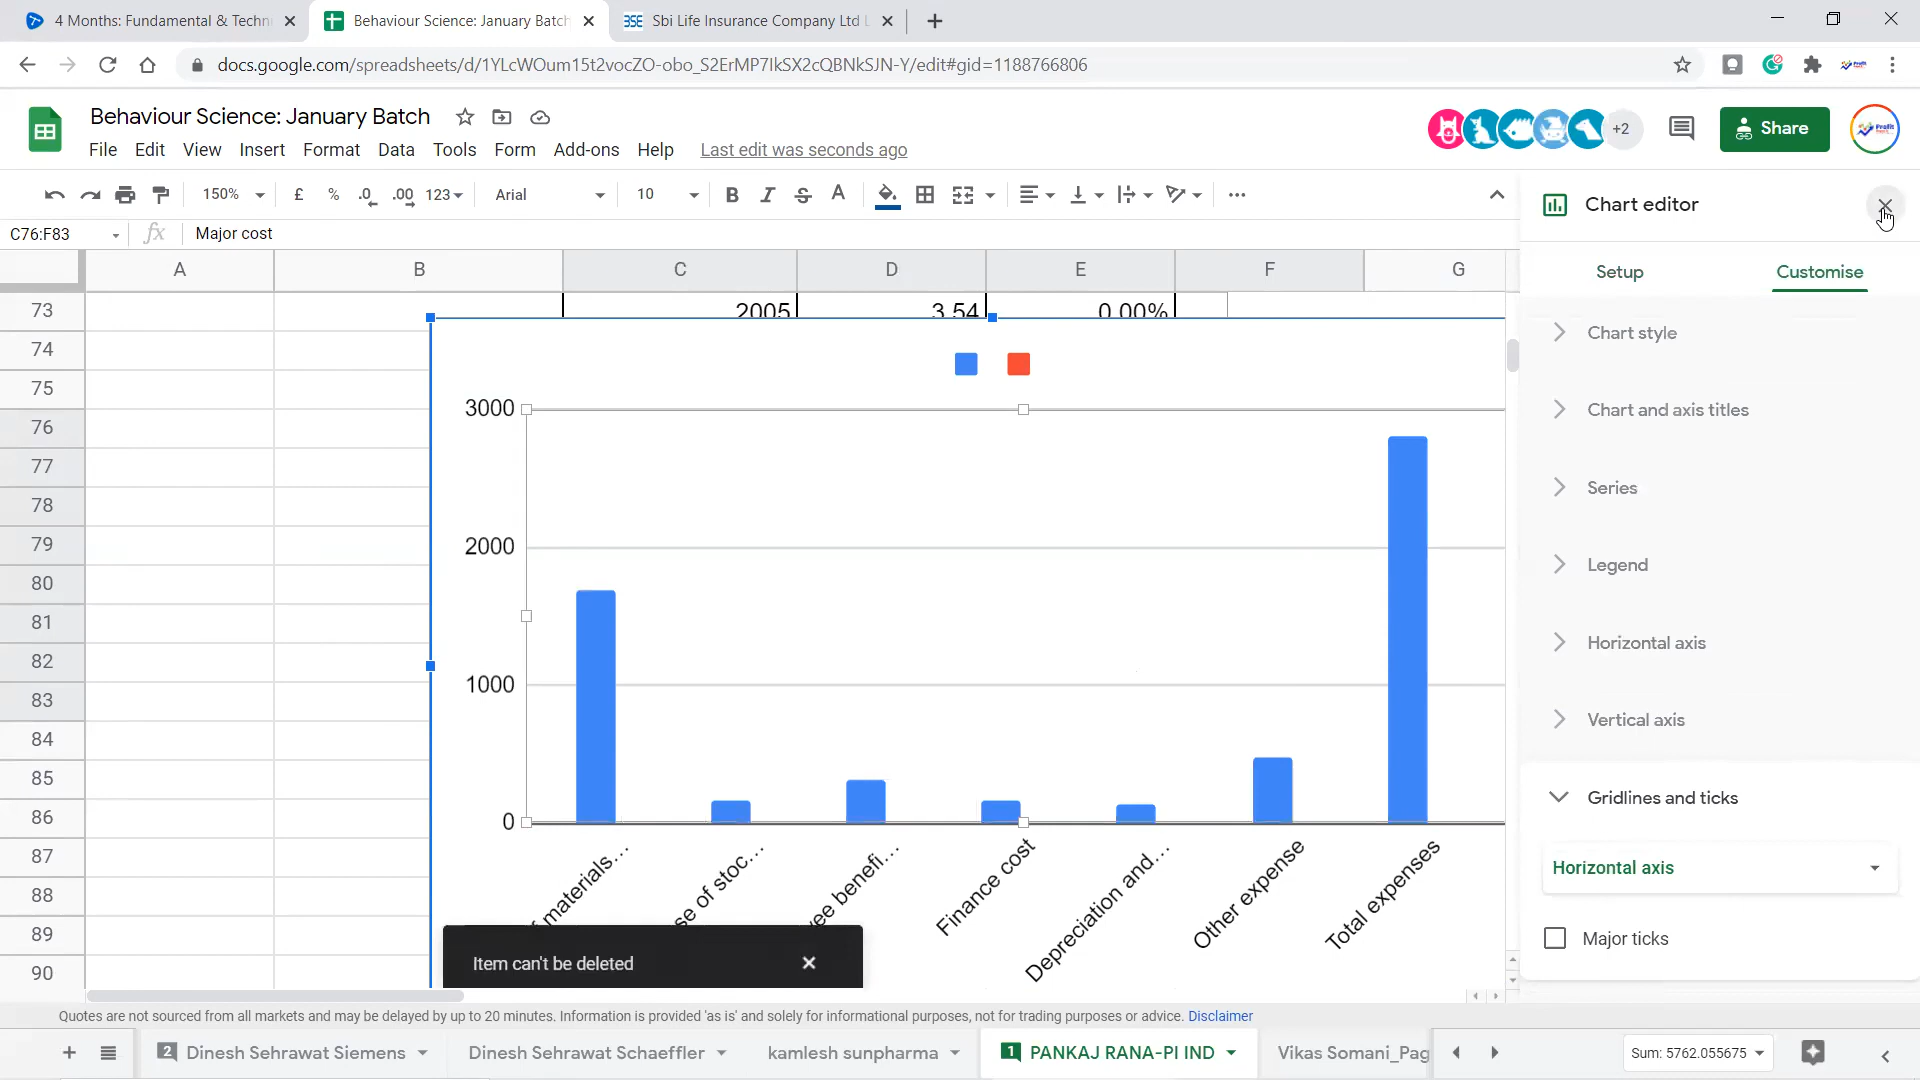 4 Months: Fundamental & Techn
Behaviour Science: January Batch
BSE Sbi Life Insurance Company Ltd L
docs.google.com/spreadsheets/d/1YLcWOum15t2vocZO-obo_S2ErMP7IkSX2cQBNkSJN-Y/edit#gid=1188766806
Behaviour Science: January Batch
+2
Share
File Edit View Insert Format Data Tools Form Add-ons Help Last edit was seconds ago
150% £ % .0 .00 123 Arial 10 B I S A
Chart editor
C76:F83 fx Major cost
Setup Customise
A B C D E F G
73 2005 3.54 0.00%
74
75
76
77
78
79
80
81
82
83
84
85
86
87
88
89
90
3000
2000
1000
0
f materials...
se of stoc...
yee benefi...
Finance cost
Depreciation and...
Other expense
Total expenses
Chart style
Chart and axis titles
Series
Legend
Horizontal axis
Vertical axis
Gridlines and ticks
Horizontal axis
Major ticks
Item can't be deleted
Quotes are not sourced from all markets and may be delayed by up to 20 minutes. Information is provided 'as is' and solely for informational purposes, not for trading purposes or advice. Disclaimer
2 Dinesh Sehrawat Siemens
Dinesh Sehrawat Schaeffler
kamlesh sunpharma
1 PANKAJ RANA-PI IND
Vikas Somani_Pag
Sum: 5762.055675